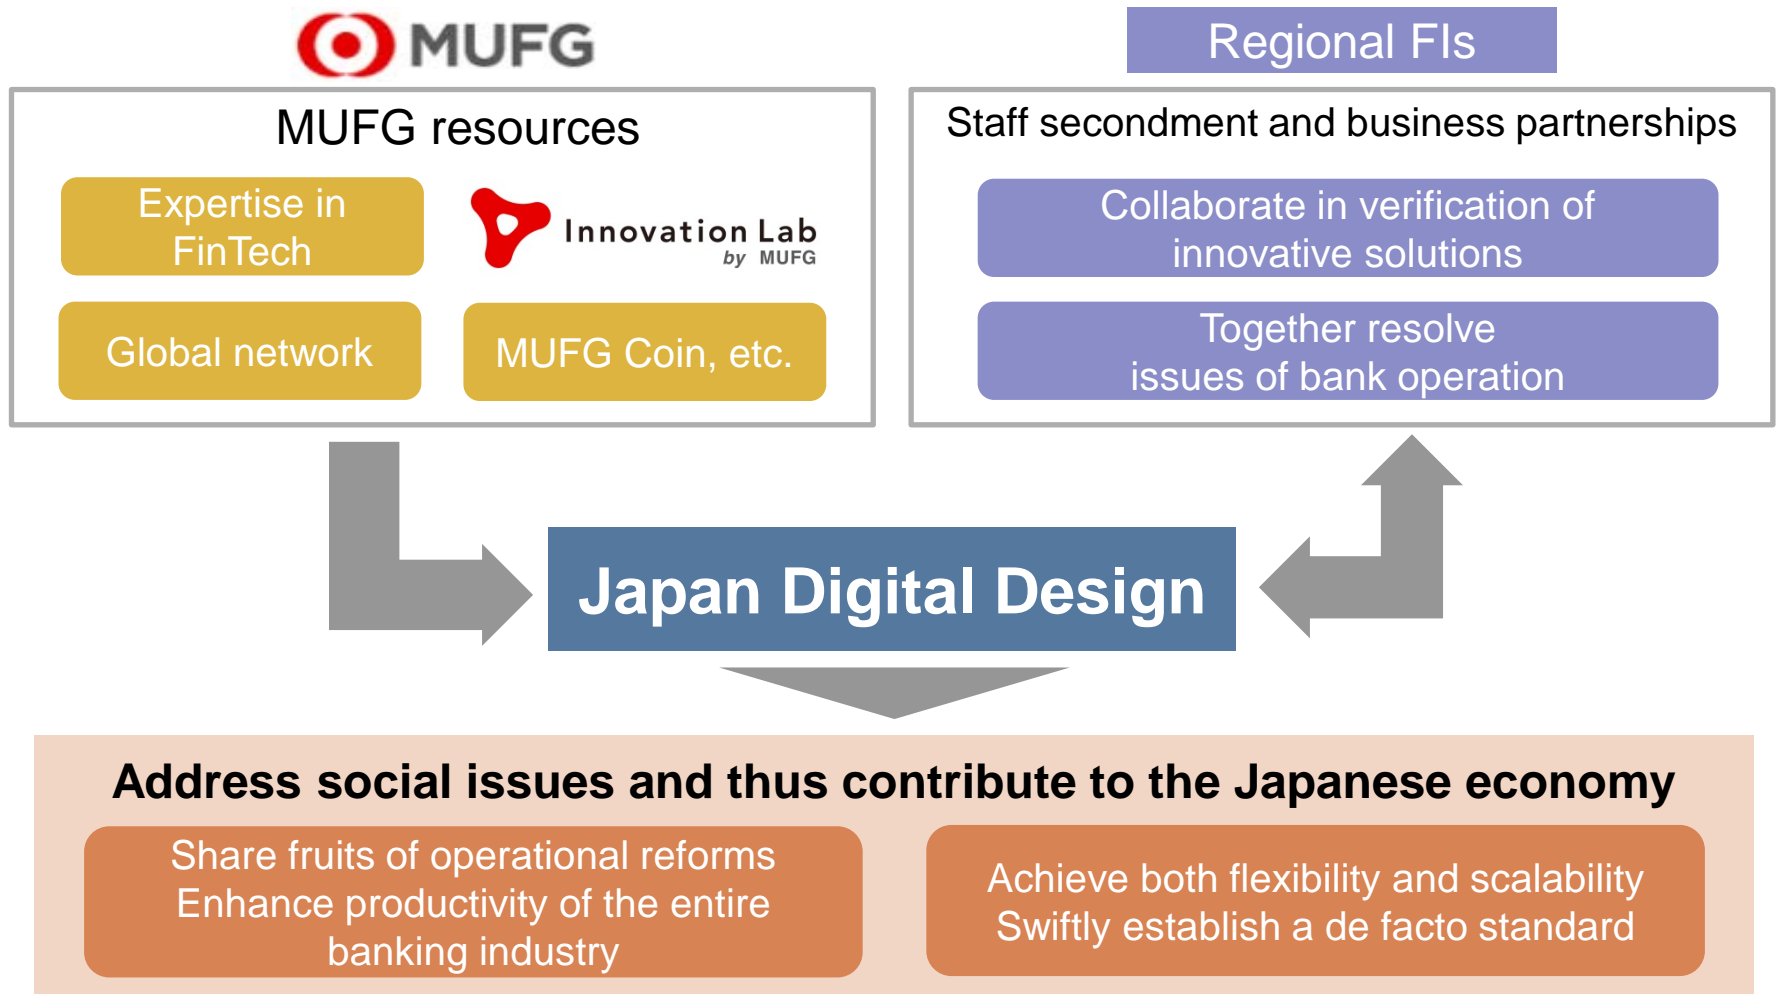 MUFG
MUFG resources
Expertise in
FinTech
Innovation Lab
by MUFG
Global network
MUFG Coin, etc.
Regional FIs
Staff secondment and business partnerships
Collaborate in verification of
innovative solutions
Together resolve
issues of bank operation
Japan Digital Design
Address social issues and thus contribute to the Japanese economy
Share fruits of operational reforms
Enhance productivity of the entire
banking industry
Achieve both flexibility and scalability
Swiftly establish a de facto standard